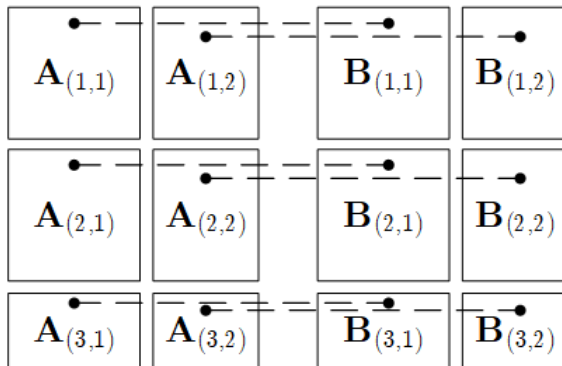 A(1,1) A(1,2) B(1,1) B(1,2)
A(2,1) A(2,2) B(2,1) B(2,2)
A(3,1) A(3,2) B(3,1) B(3,2)